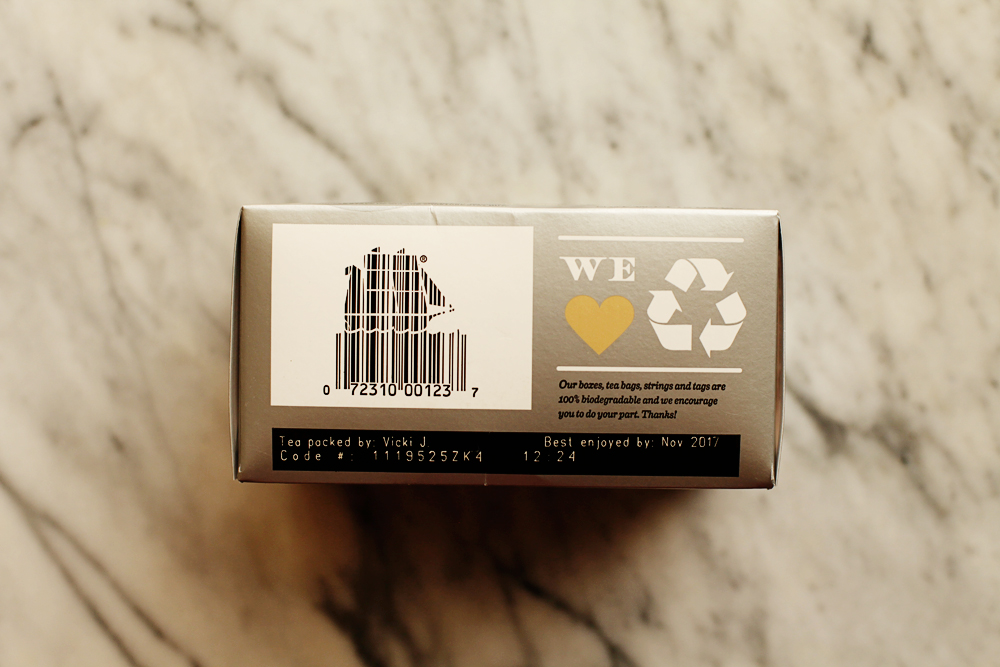 ®
0 72310 00123 7
WE
Our boxes, tea bags, strings and tags are
100% biodegradable and we encourage
you to do your part. Thanks!
Tea packed by: Vicki J. Best enjoyed by: Nov 2017
Code #: 1119525ZK4 12:24